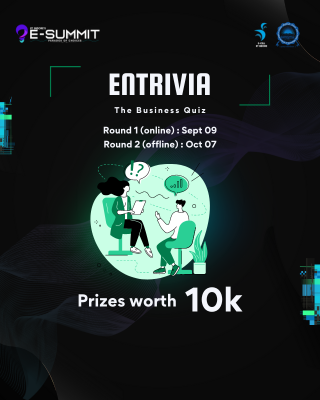 E-SUMMIT
ENTRIVIA
The Business Quiz
Round 1 (online) : Sept 09
Round 2 (offline) : Oct 07
!?
Prizes worth 10k